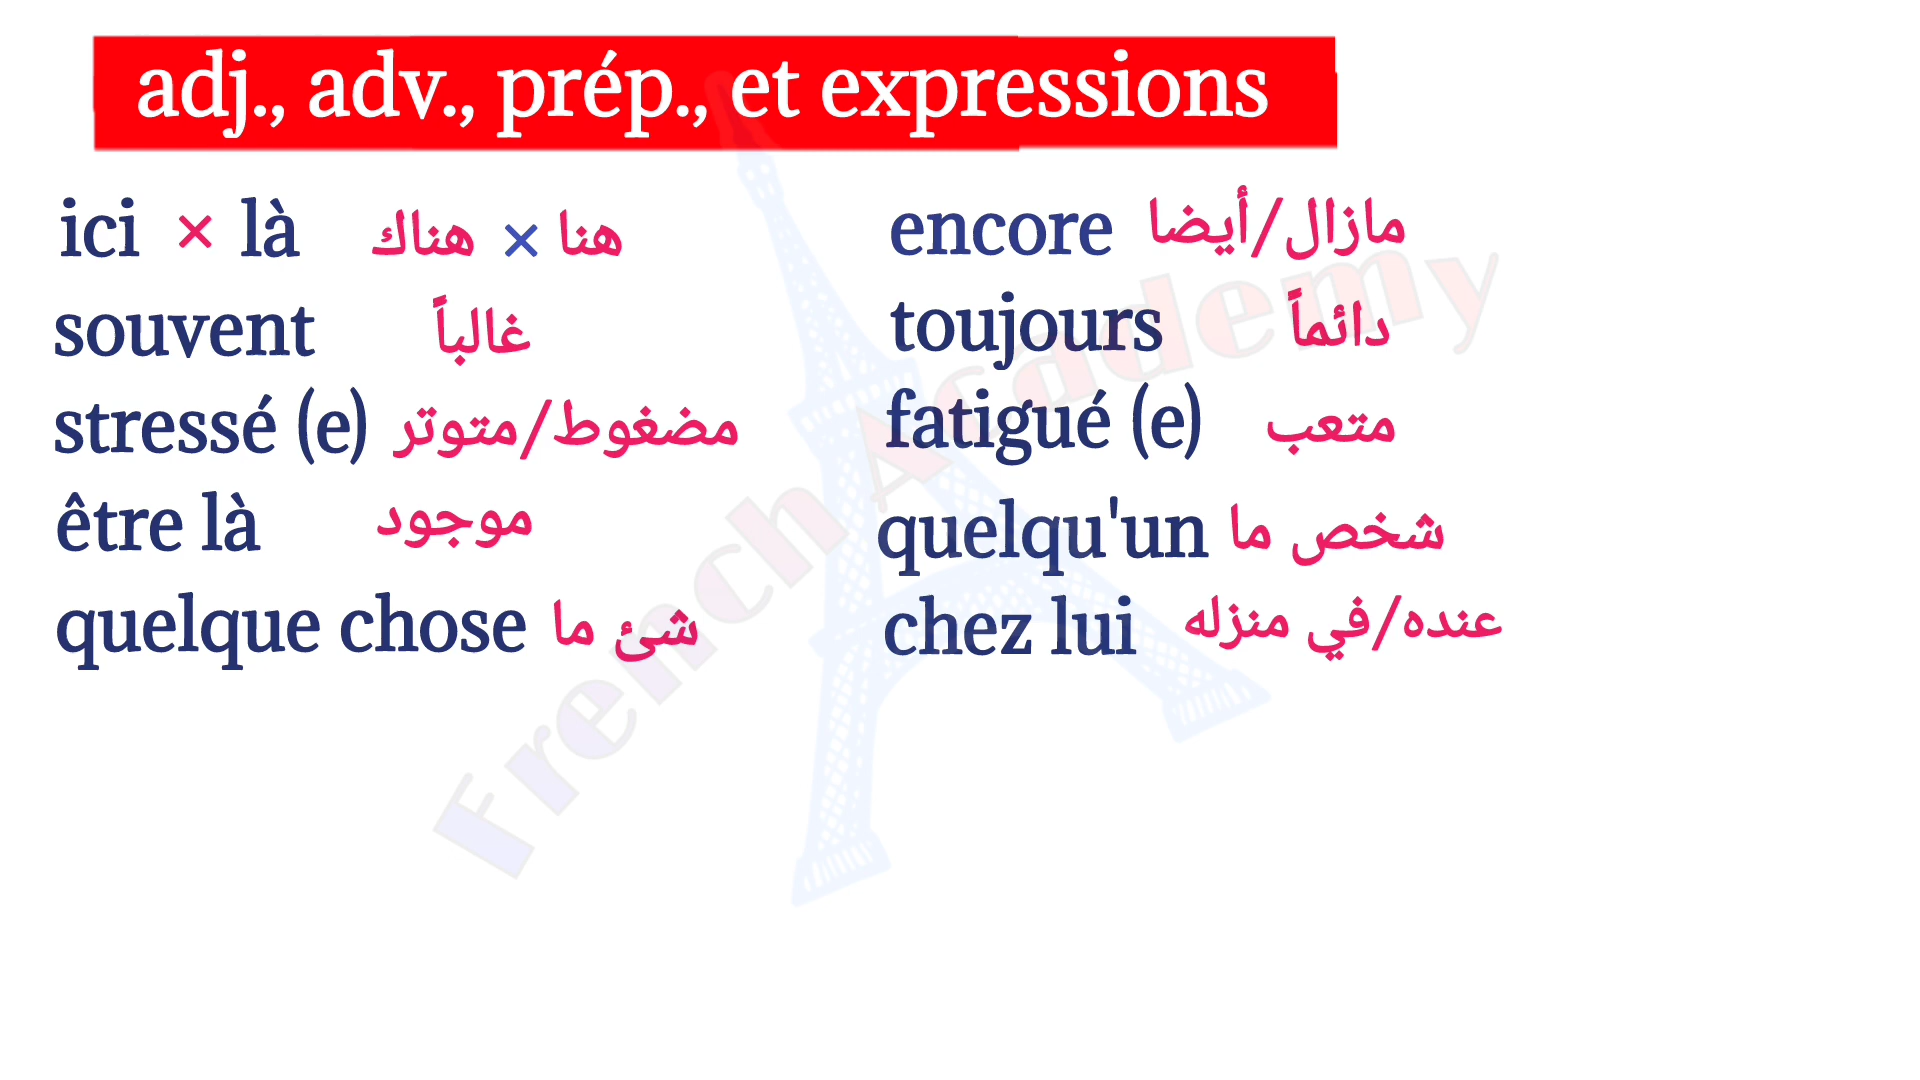 adj., adv., prép., et expressions
ici × là هنا × هناك
souvent غالباً
stressé (e) مضغوط/متوتر
être là موجود
quelque chose شئ ما
encore مازال/أيضا
toujours دائماً
fatigué (e) متعب
quelqu'un شخص ما
chez lui عنده/في منزله
French Academy